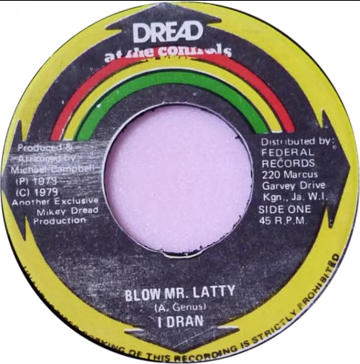 DREAD
at the controls
Produced &
Arranged by
Michael Campbell
(P) 1979
(C) 1979
Another Exclusive
Mikey Dread
Production
Distributed by:
FEDERAL
RECORDS
220 Marcus
Garvey Drive
Kgn., Ja. W.I.
SIDE ONE
45 R.P.M.
BLOW MR. LATTY
(A. Genus)
I DRAN
COPYING OF THIS RECORDING IS STRICTLY PROHIBITED